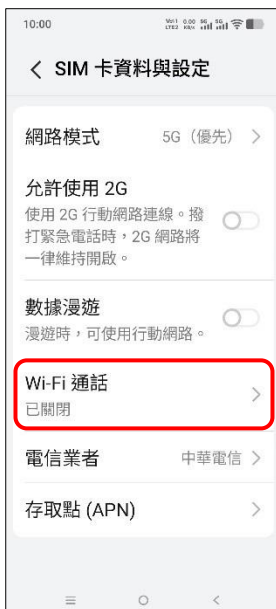 10:00
5G 5G
< SIM 卡資料與設定
網路模式 5G（優先） >
允許使用 2G
使用 2G 行動網路連線。撥
打緊急電話時，2G 網路將
一律維持開啟。
數據漫遊
漫遊時，可使用行動網路。
Wi-Fi 通話 >
已關閉
電信業者 中華電信 >
存取點 (APN) >